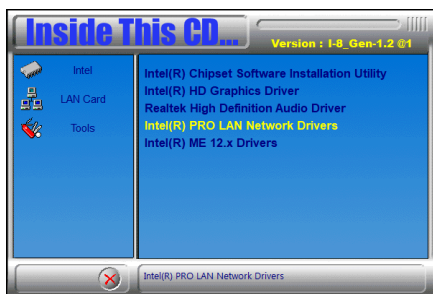 Inside This CD...
Version : I-8_Gen-1.2 @1
Intel
LAN Card
Tools
Intel(R) Chipset Software Installation Utility
Intel(R) HD Graphics Driver
Realtek High Definition Audio Driver
Intel(R) PRO LAN Network Drivers
Intel(R) ME 12.x Drivers
Intel(R) PRO LAN Network Drivers